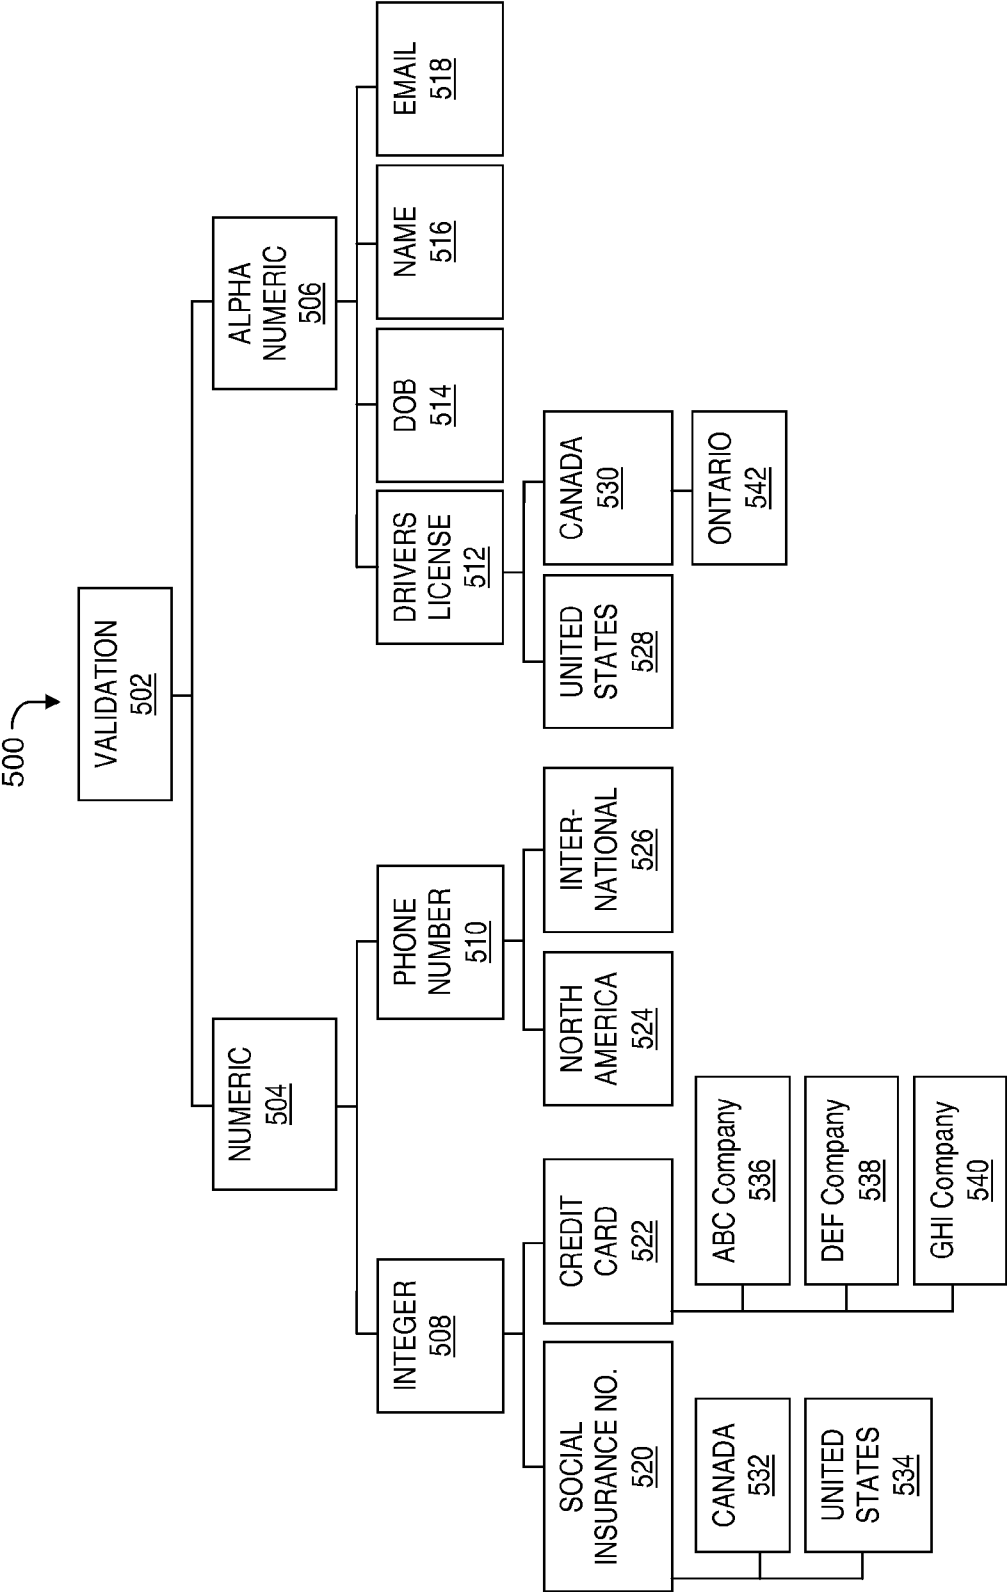 500
VALIDATION
502
NUMERIC
504
ALPHA
NUMERIC
506
INTEGER
508
PHONE
NUMBER
510
DRIVERS
LICENSE
512
DOB
514
NAME
516
EMAIL
518
SOCIAL
INSURANCE NO.
520
CREDIT
CARD
522
NORTH
AMERICA
524
INTER-
NATIONAL
526
UNITED
STATES
528
CANADA
530
CANADA
532
UNITED
STATES
534
ABC Company
536
DEF Company
538
GHI Company
540
ONTARIO
542